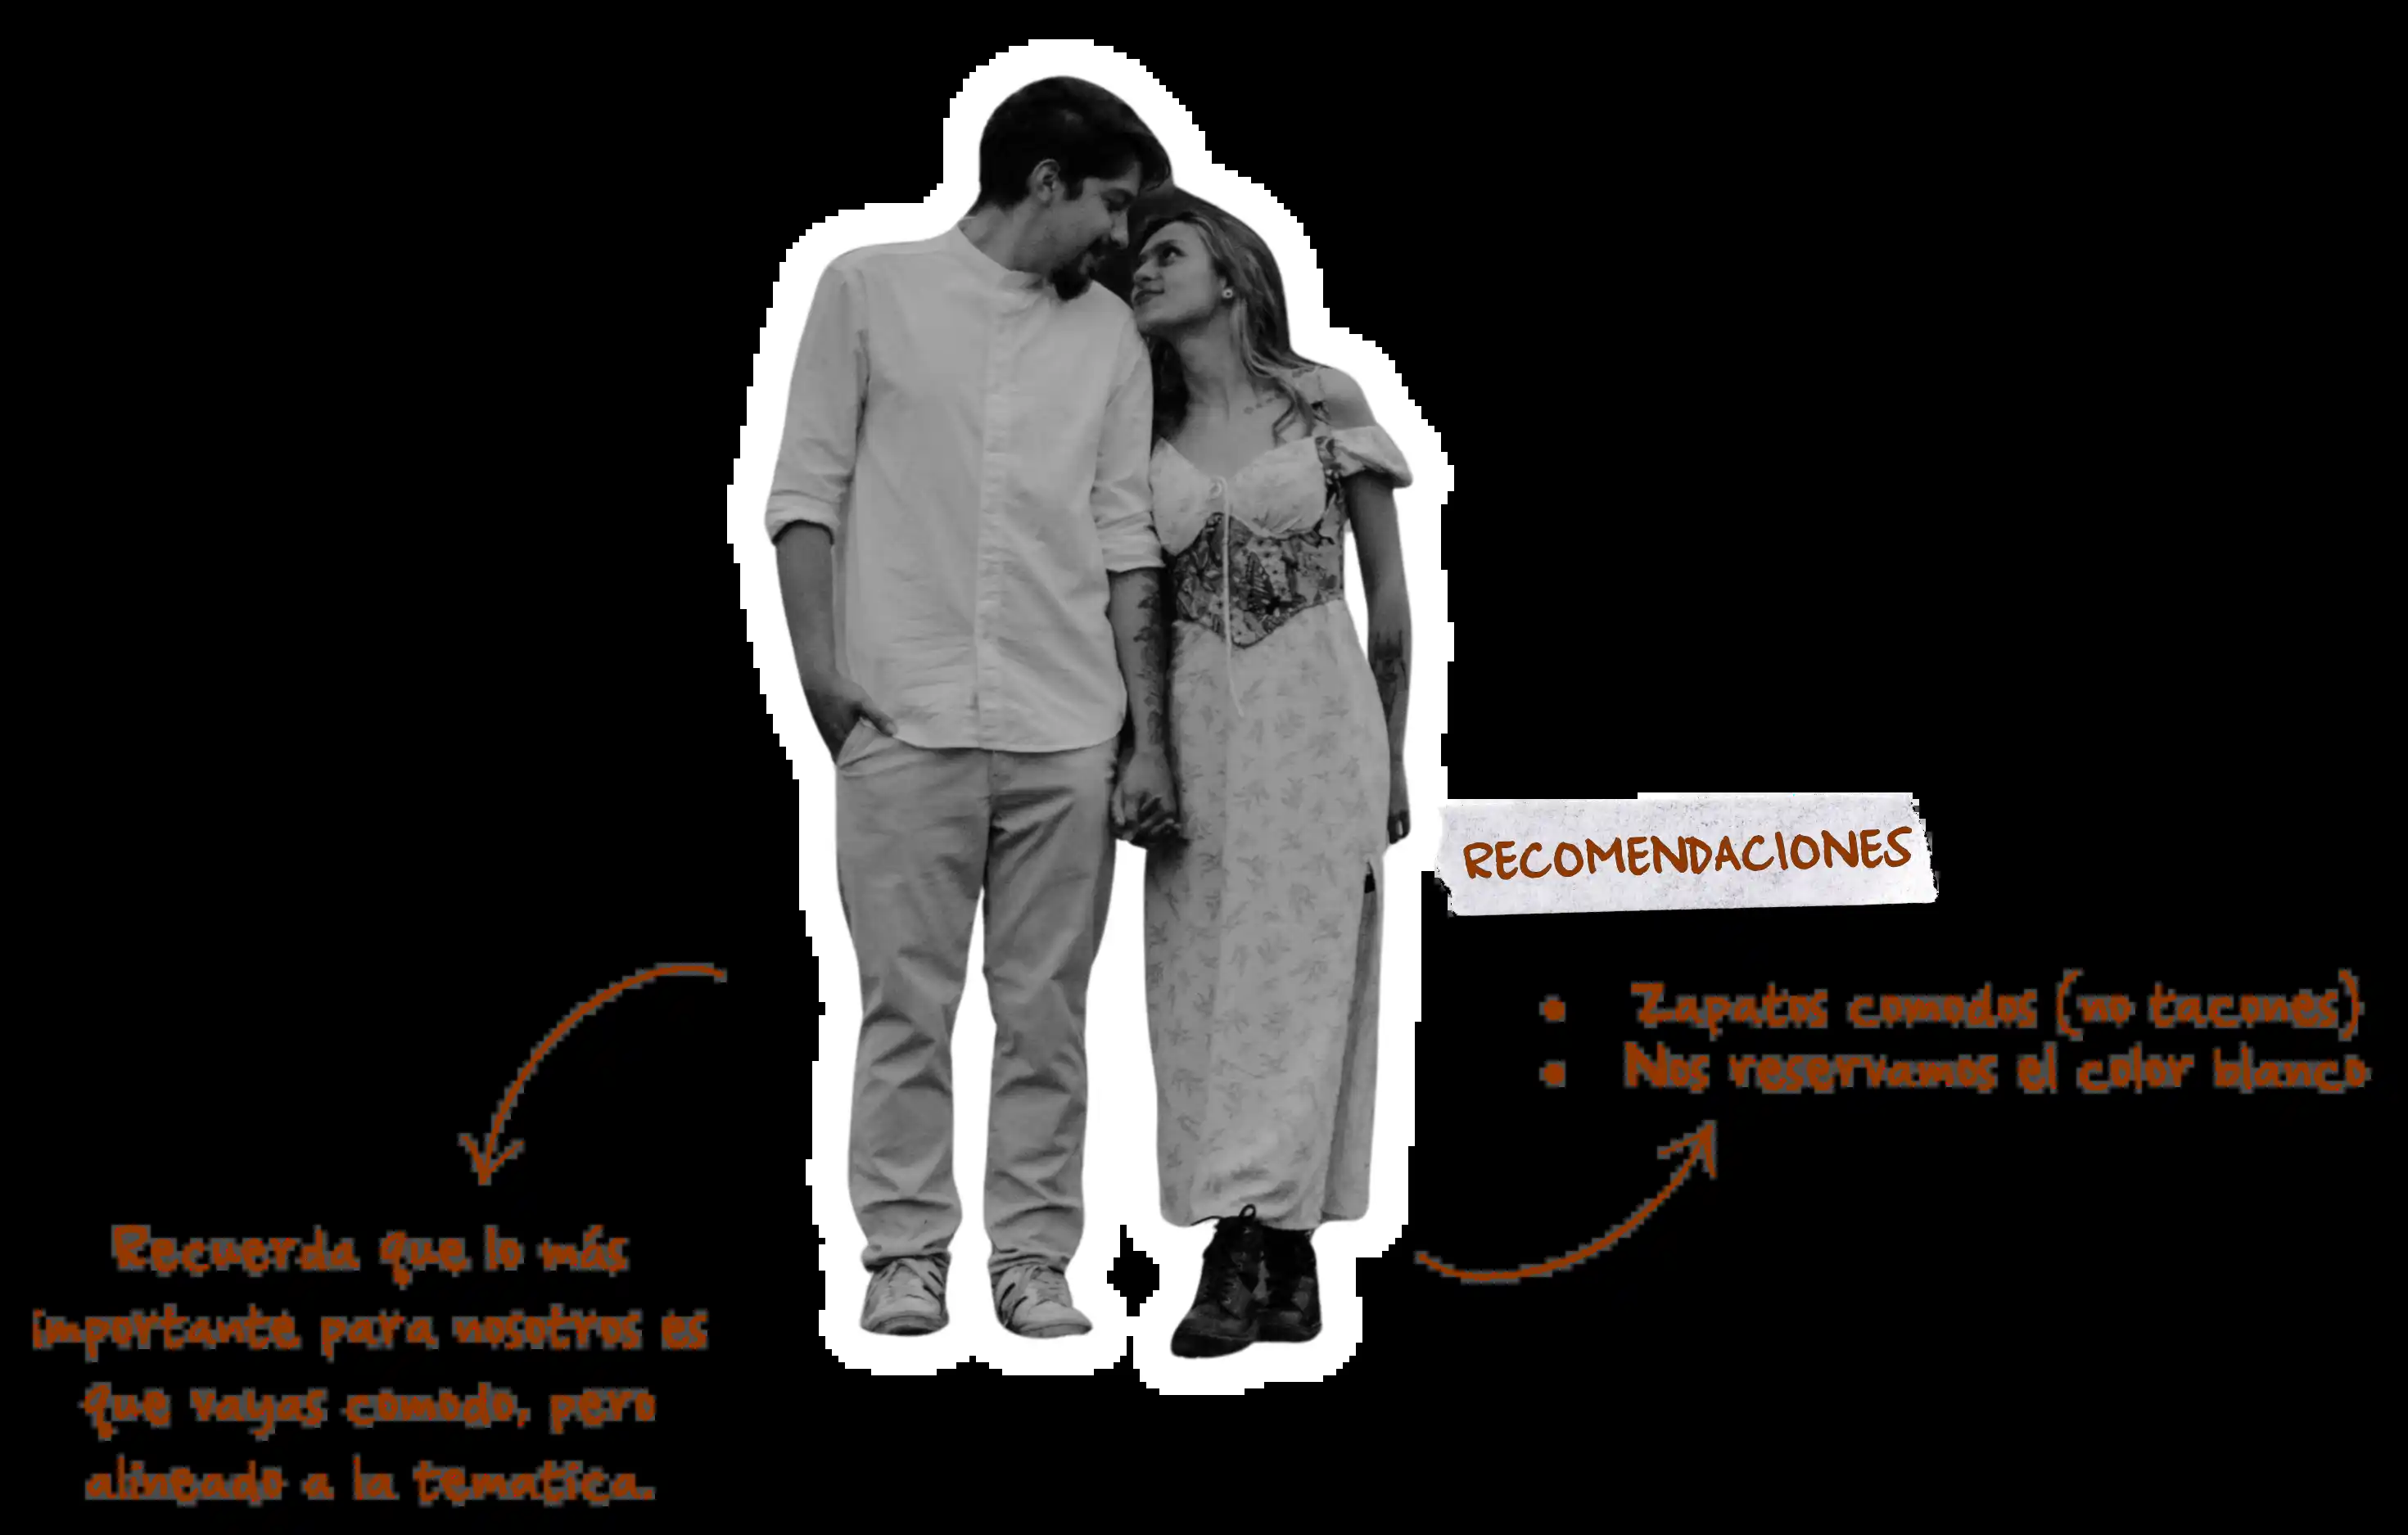 RECOMENDACIONES
• Zapatos comodos (no tacones)
• Nos reservamos el color blanco
Recuerda que lo más
importante para nosotros es
que vayas comodo, pero
alineado a la tematica.